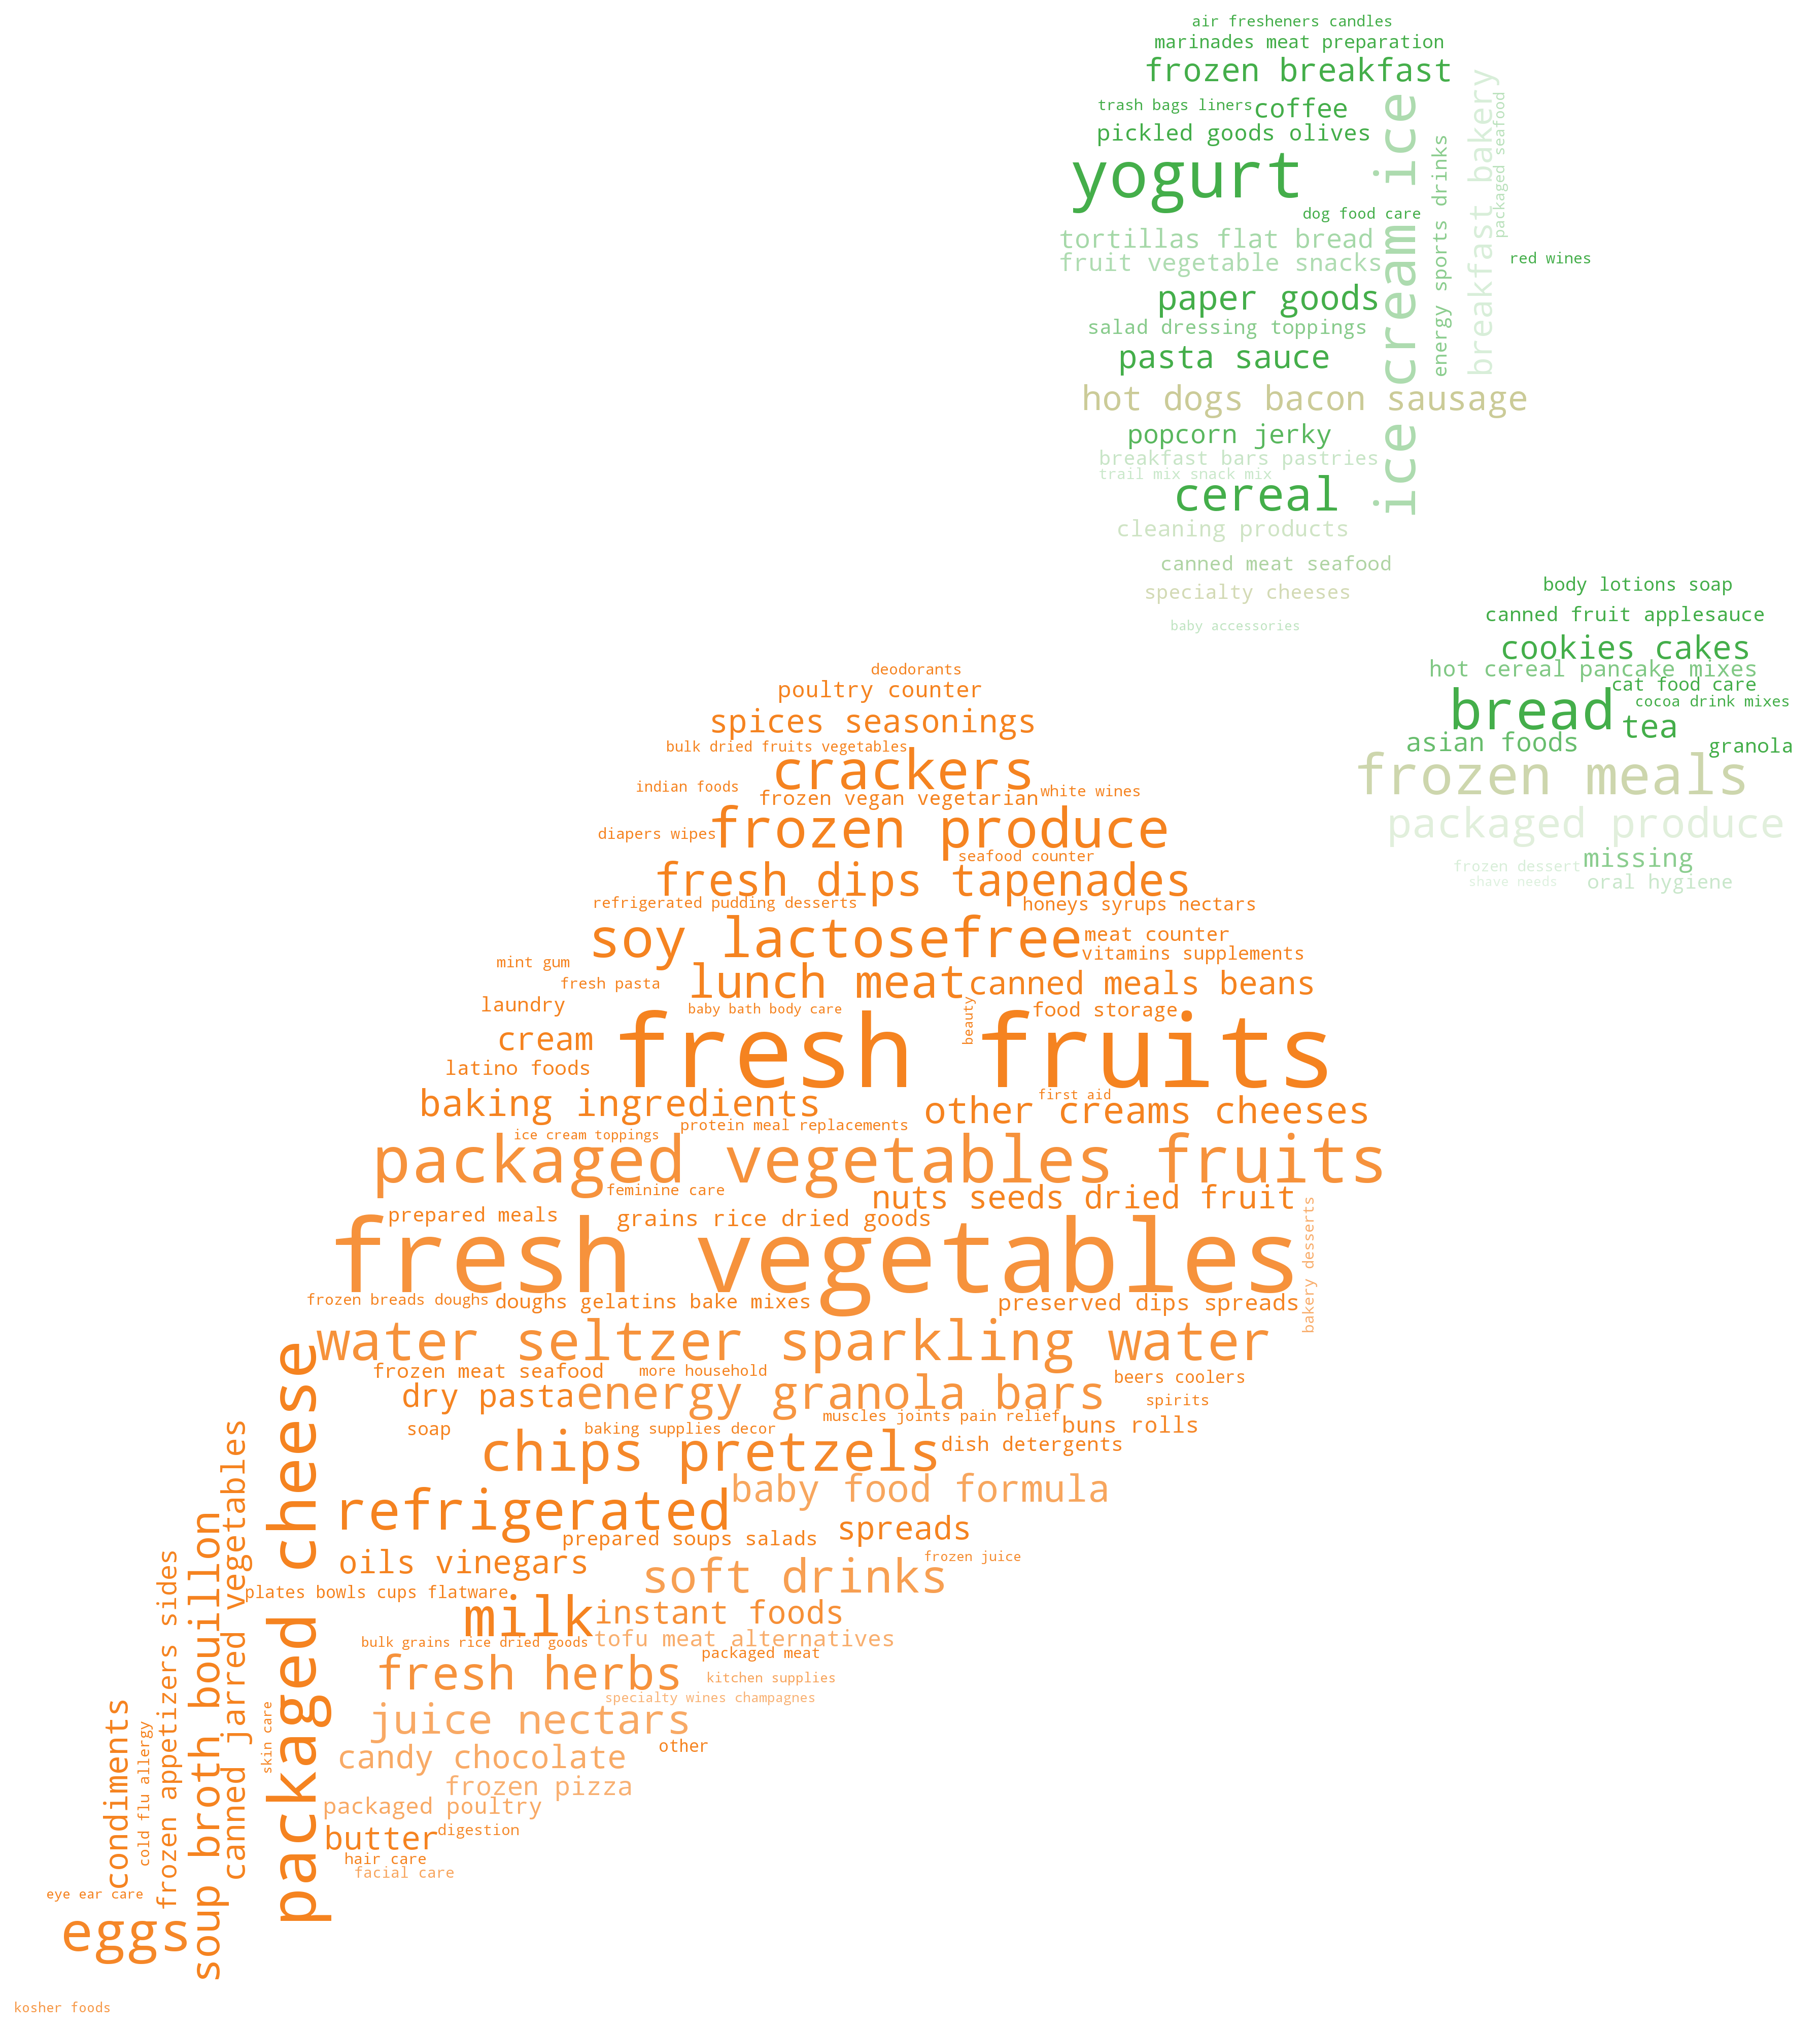 air fresheners candles
marinades meat preparation
frozen breakfast
trash bags liners
coffee
pickled goods olives
yogurt
ice cream ice
energy sports drinks
breakfast bakery
packaged seafood
dog food care
tortillas flat bread
fruit vegetable snacks
red wines
paper goods
salad dressing toppings
pasta sauce
hot dogs bacon sausage
popcorn jerky
breakfast bars pastries
trail mix snack mix
cereal
cleaning products
canned meat seafood
specialty cheeses
baby accessories
body lotions soap
canned fruit applesauce
cookies cakes
hot cereal pancake mixes
cat food care
bread
cocoa drink mixes
tea
asian foods
granola
frozen meals
packaged produce
missing
frozen dessert
shave needs
oral hygiene
deodorants
poultry counter
spices seasonings
bulk dried fruits vegetables
crackers
indian foods
frozen vegan vegetarian
white wines
diapers wipes
frozen produce
seafood counter
fresh dips tapenades
refrigerated pudding desserts
honeys syrups nectars
soy lactosefree
meat counter
vitamins supplements
mint gum
fresh pasta
lunch meat
canned meals beans
laundry
baby bath body care
beauty
food storage
cream
fresh fruits
latino foods
baking ingredients
first aid
other creams cheeses
ice cream toppings
protein meal replacements
packaged vegetables fruits
feminine care
nuts seeds dried fruit
prepared meals
grains rice dried goods
fresh vegetables
bakery desserts
frozen breads doughs
doughs gelatins bake mixes
preserved dips spreads
water seltzer sparkling water
frozen meat seafood
more household
beers coolers
dry pasta
energy granola bars
spirits
muscles joints pain relief
buns rolls
soap
baking supplies decor
chips pretzels
dish detergents
baby food formula
refrigerated
spreads
prepared soups salads
oils vinegars
frozen juice
soft drinks
plates bowls cups flatware
milk
instant foods
bulk grains rice dried goods
tofu meat alternatives
packaged meat
fresh herbs
kitchen supplies
specialty wines champagnes
juice nectars
other
candy chocolate
frozen pizza
packaged poultry
butter
digestion
hair care
facial care
packaged cheese
skin care
canned jarred vegetables
soup broth bouillon
frozen appetizers sides
cold flu allergy
condiments
eye ear care
eggs
kosher foods